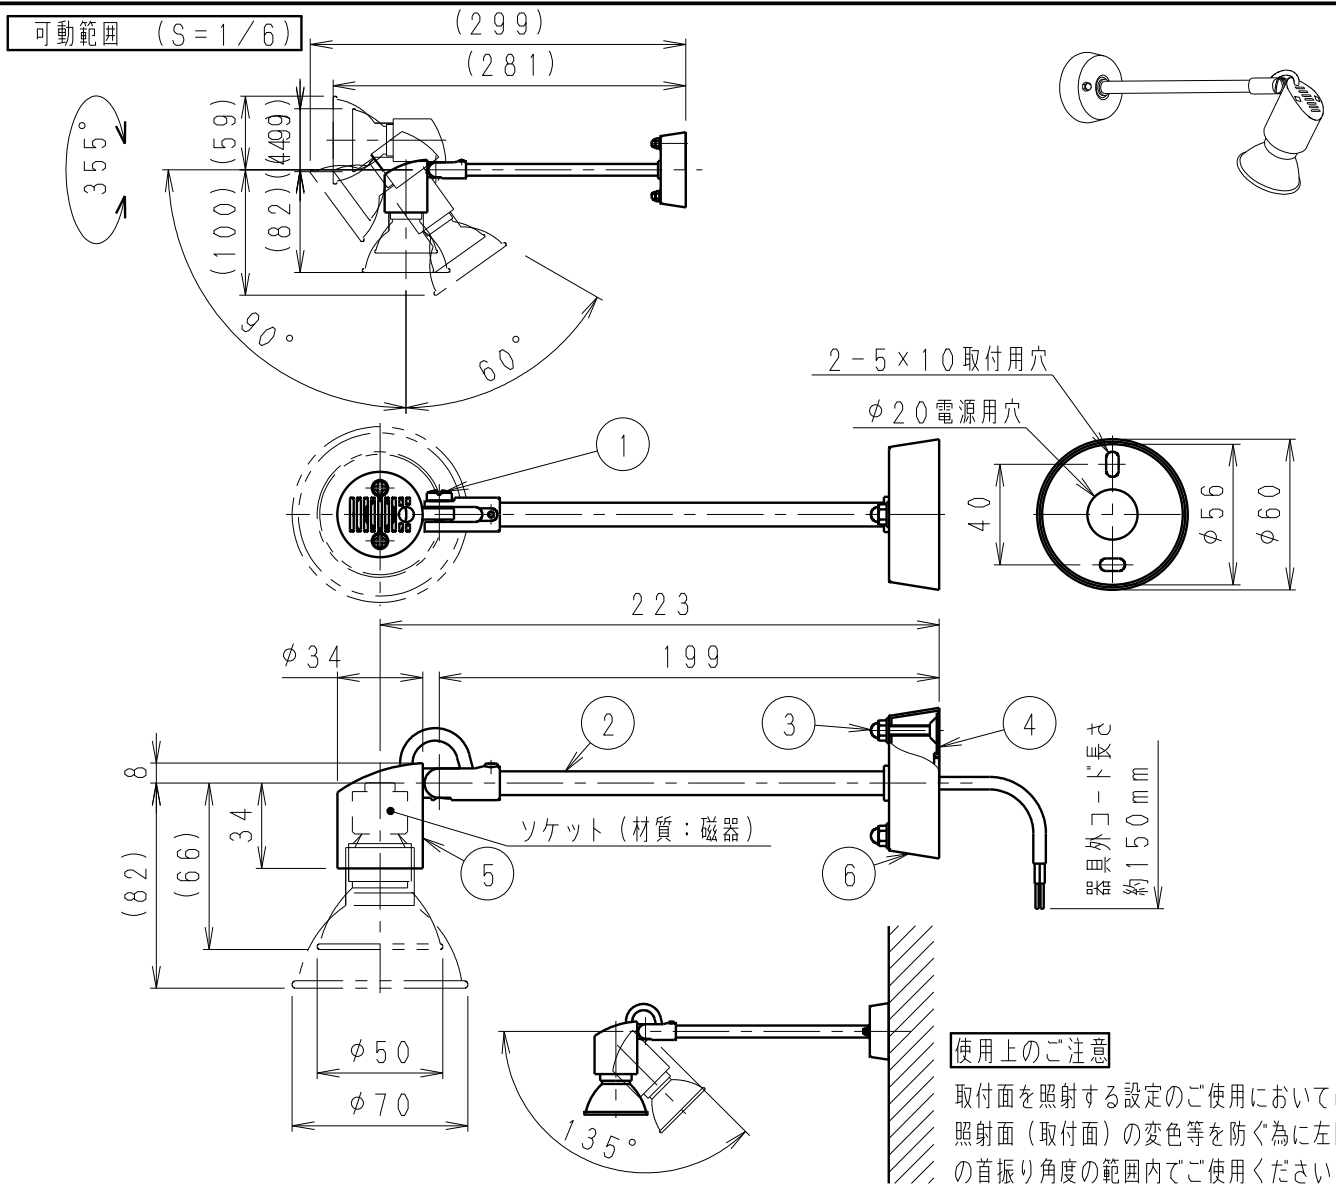 可動範囲 (S=1/6)
(299)
(281)
355°
(59)
(49)
(100)
(82)
90°
60°
2-5×10取付用穴
φ20電源用穴
1
40
φ56
φ60
223
φ34
199
2
3
4
8
34
(66)
(82)
ソケット (材質:磁器)
5
6
器具外コード長さ
約150mm
φ50
φ70
135°
使用上のご注意
取付面を照射する設定のご使用において
照射面(取付面)の変色等を防ぐ為に左
の首振り角度の範囲内でご使用ください